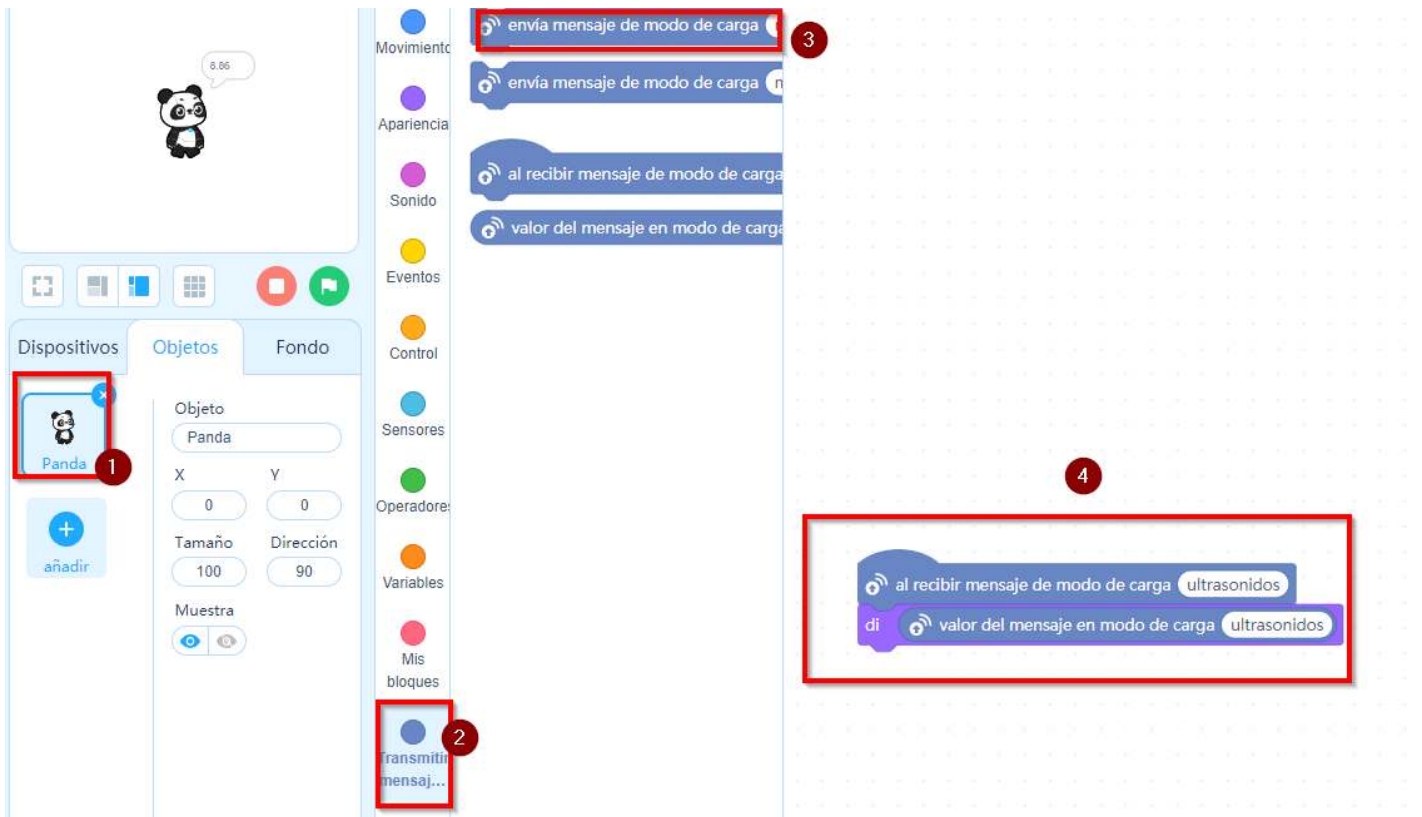 8.86
Movimiento
Apariencia
Sonido
Eventos
Control
Sensores
Operadores
Variables
Mis
bloques
Transmitir
mensaj...
envía mensaje de modo de carga
3
envía mensaje de modo de carga
al recibir mensaje de modo de carga
valor del mensaje en modo de carga
Dispositivos
Objetos
Fondo
Panda
1
añadir
Objeto
Panda
X
Y
0
0
Tamaño
Dirección
100
90
Muestra
2
4
al recibir mensaje de modo de carga ultrasonidos
di valor del mensaje en modo de carga ultrasonidos